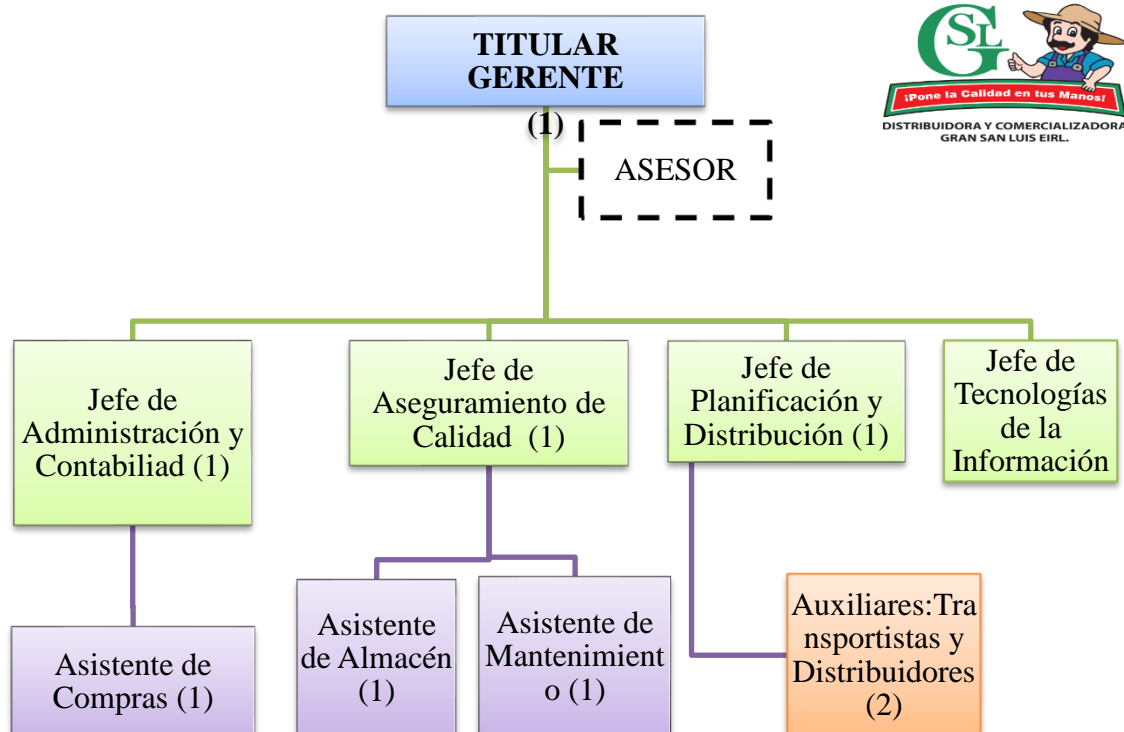 TITULAR
GERENTE
(1)
GSL
¡Pone la Calidad en tus Manos!
DISTRIBUIDORA Y COMERCIALIZADORA
GRAN SAN LUIS EIRL.
ASESOR
Jefe de
Administración y
Contabiliad (1)
Jefe de
Aseguramiento de
Calidad (1)
Jefe de
Planificación y
Distribución (1)
Jefe de
Tecnologías
de la
Información
Asistente de
Compras (1)
Asistente
de Almacén
(1)
Asistente de
Mantenimient
o (1)
Auxiliares:Tra
nsportistas y
Distribuidores
(2)